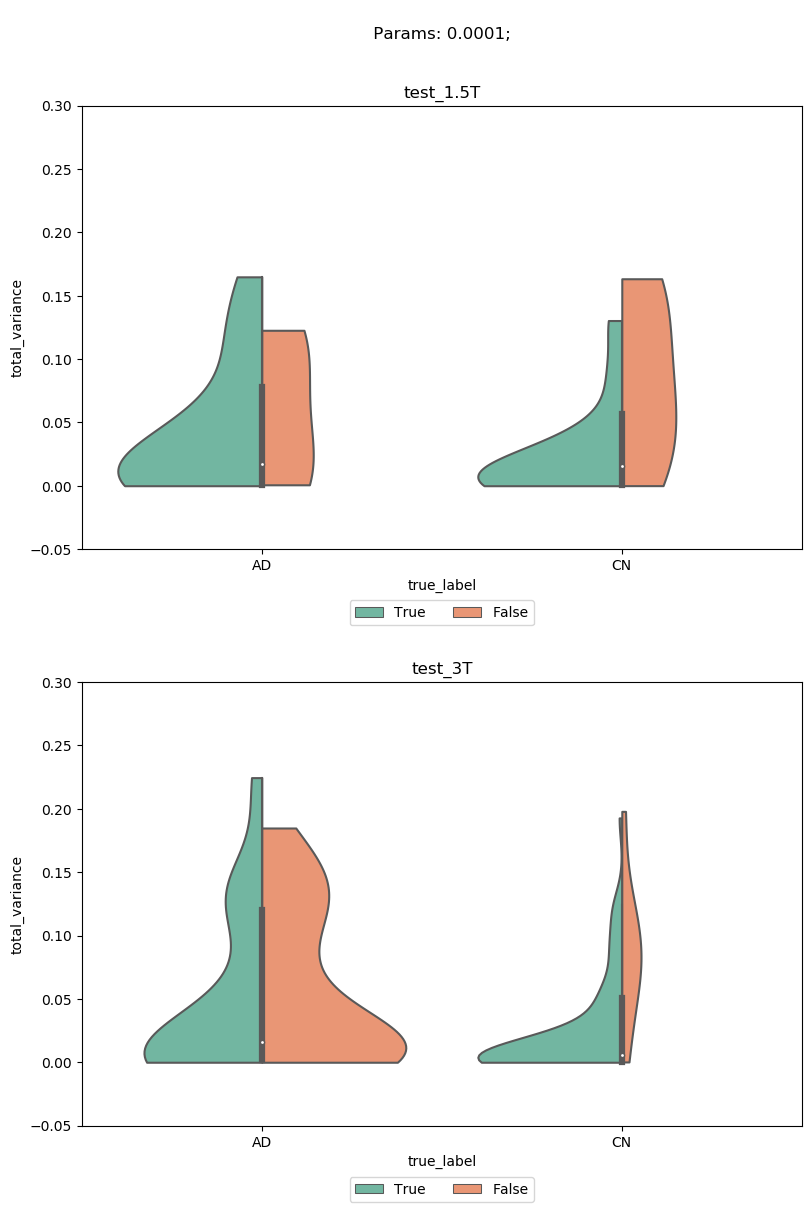 Params: 0.0001;
test_1.5T
0.30
0.25
0.20
0.15
0.10
0.05
0.00
−0.05
total_variance
AD
CN
true_label
True
False
test_3T
0.30
0.25
0.20
0.15
0.10
0.05
0.00
−0.05
total_variance
AD
CN
true_label
True
False